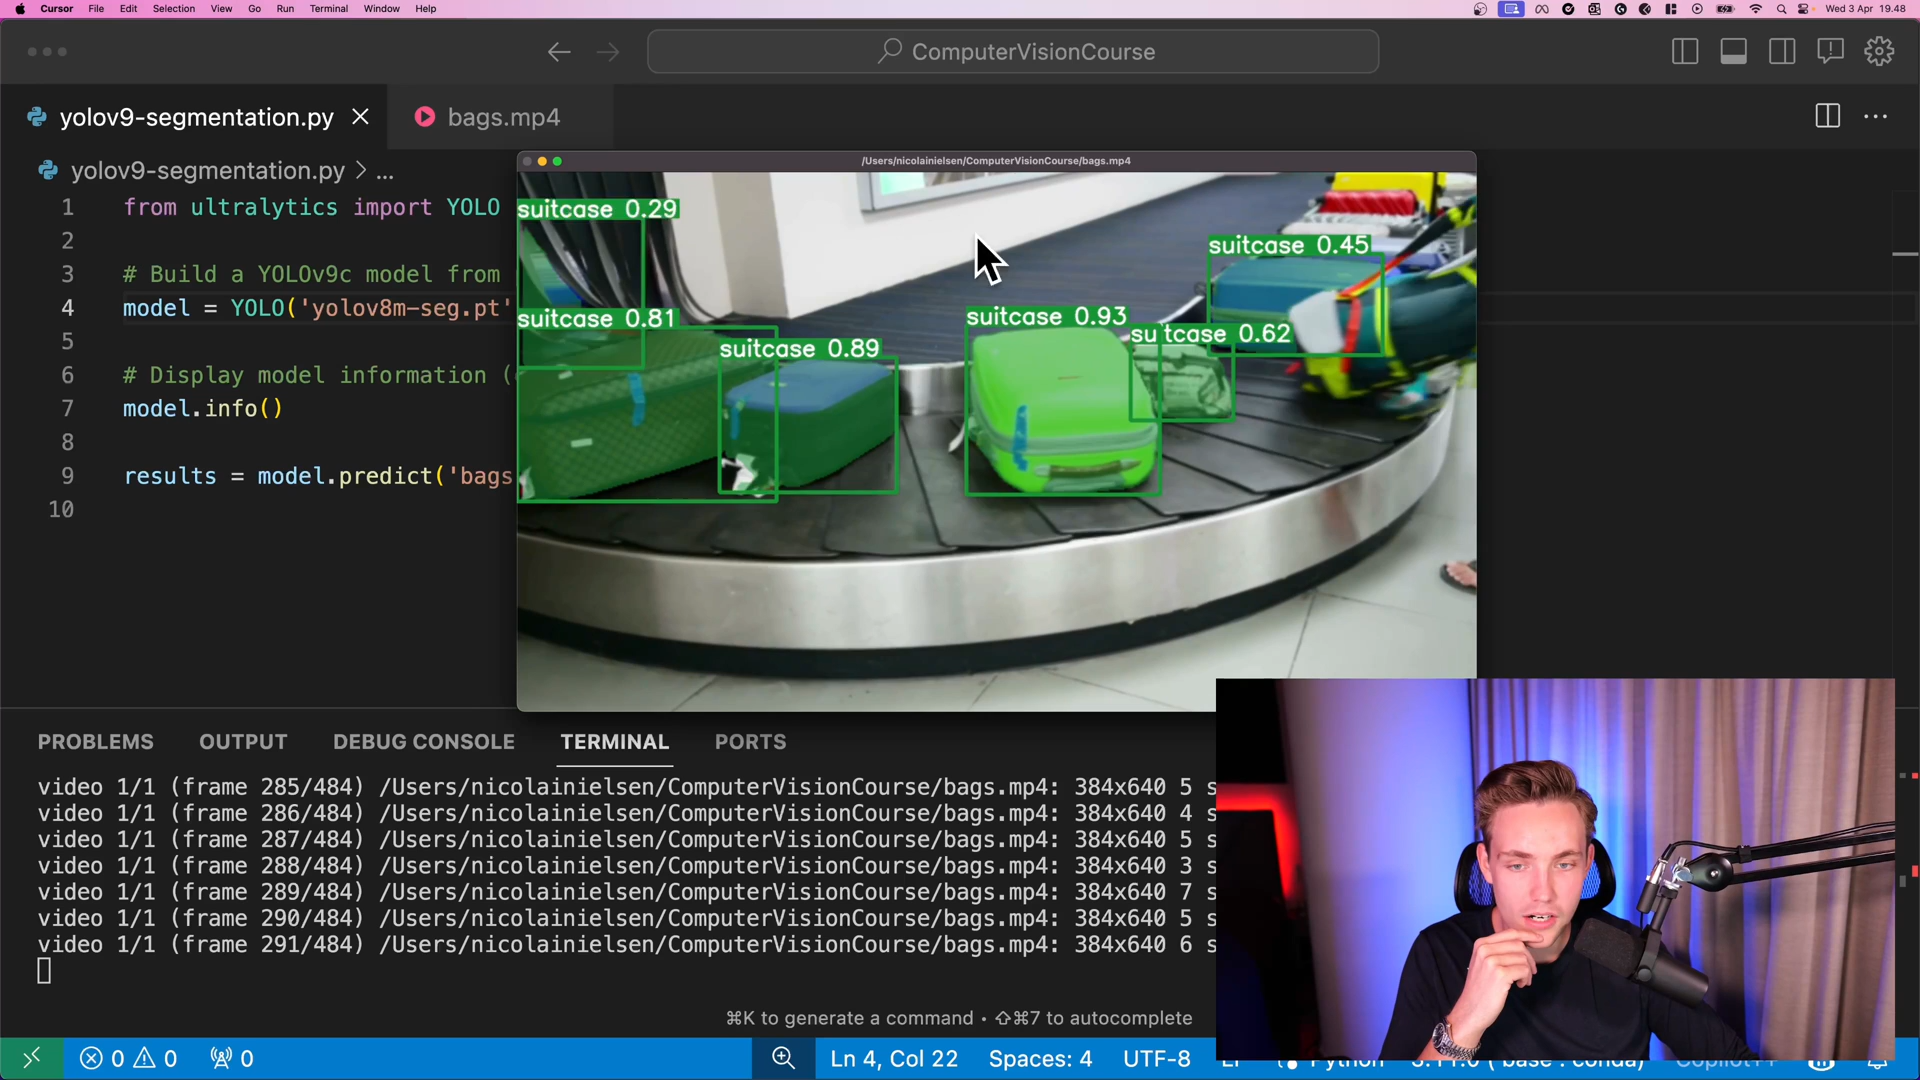 Cursor File Edit Selection View Go Run Terminal Window Help
Wed 3 Apr 19.48
ComputerVisionCourse
yolov9-segmentation.py
bags.mp4
yolov9-segmentation.py > ...
/Users/nicolainielsen/ComputerVisionCourse/bags.mp4
1 from ultralytics import YOLO
2
3 # Build a YOLOv9c model from
4 model = YOLO('yolov8m-seg.pt'
5
6 # Display model information (
7 model.info()
8
9 results = model.predict('bags
10
suitcase 0.29
suitcase 0.45
suitcase 0.81
suitcase 0.93
suitcase 0.62
suitcase 0.89
PROBLEMS OUTPUT DEBUG CONSOLE TERMINAL PORTS
video 1/1 (frame 285/484) /Users/nicolainielsen/ComputerVisionCourse/bags.mp4: 384x640 5 s
video 1/1 (frame 286/484) /Users/nicolainielsen/ComputerVisionCourse/bags.mp4: 384x640 4 s
video 1/1 (frame 287/484) /Users/nicolainielsen/ComputerVisionCourse/bags.mp4: 384x640 5 s
video 1/1 (frame 288/484) /Users/nicolainielsen/ComputerVisionCourse/bags.mp4: 384x640 3 s
video 1/1 (frame 289/484) /Users/nicolainielsen/ComputerVisionCourse/bags.mp4: 384x640 7 s
video 1/1 (frame 290/484) /Users/nicolainielsen/ComputerVisionCourse/bags.mp4: 384x640 5 s
video 1/1 (frame 291/484) /Users/nicolainielsen/ComputerVisionCourse/bags.mp4: 384x640 6 s
⌘K to generate a command • ⇧⌘7 to autocomplete
0 0 0 Ln 4, Col 22 Spaces: 4 UTF-8 LF Python 3.11.0 ('base': conda) Copilot++